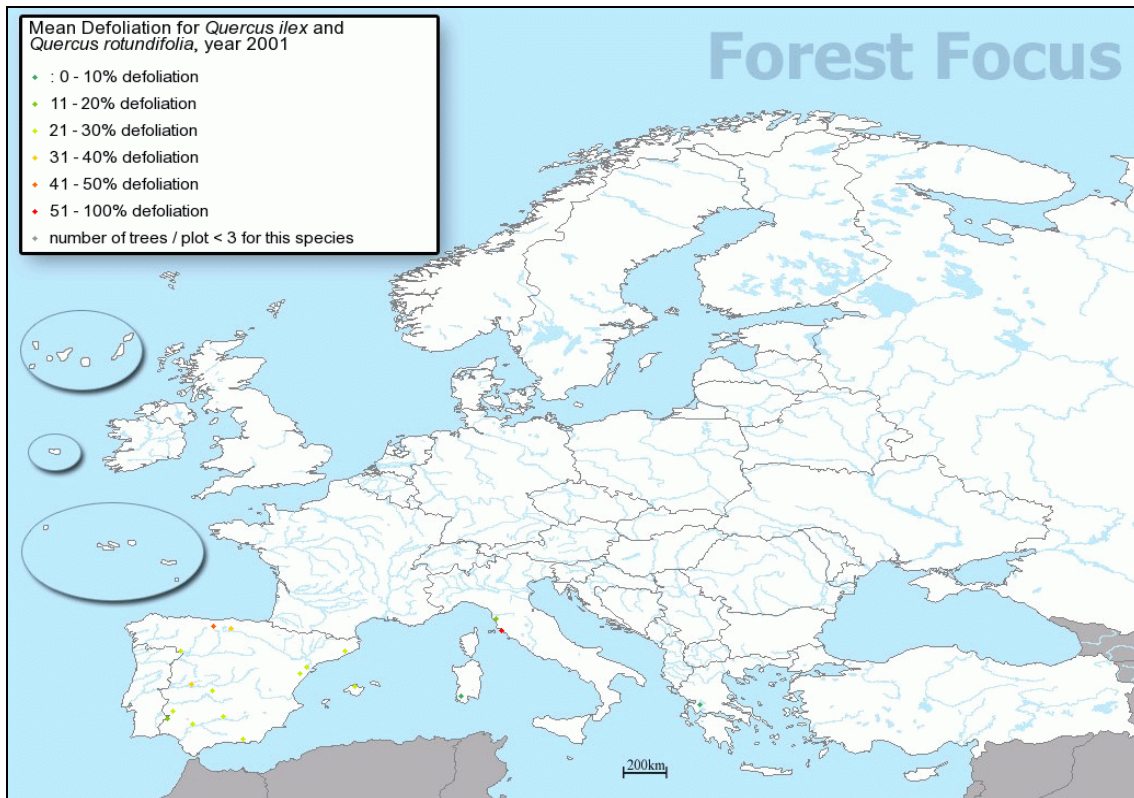 Mean Defoliation for Quercus ilex and
Quercus rotundifolia, year 2001
: 0 - 10% defoliation
11 - 20% defoliation
21 - 30% defoliation
31 - 40% defoliation
41 - 50% defoliation
51 - 100% defoliation
number of trees / plot < 3 for this species
Forest Focus
200km